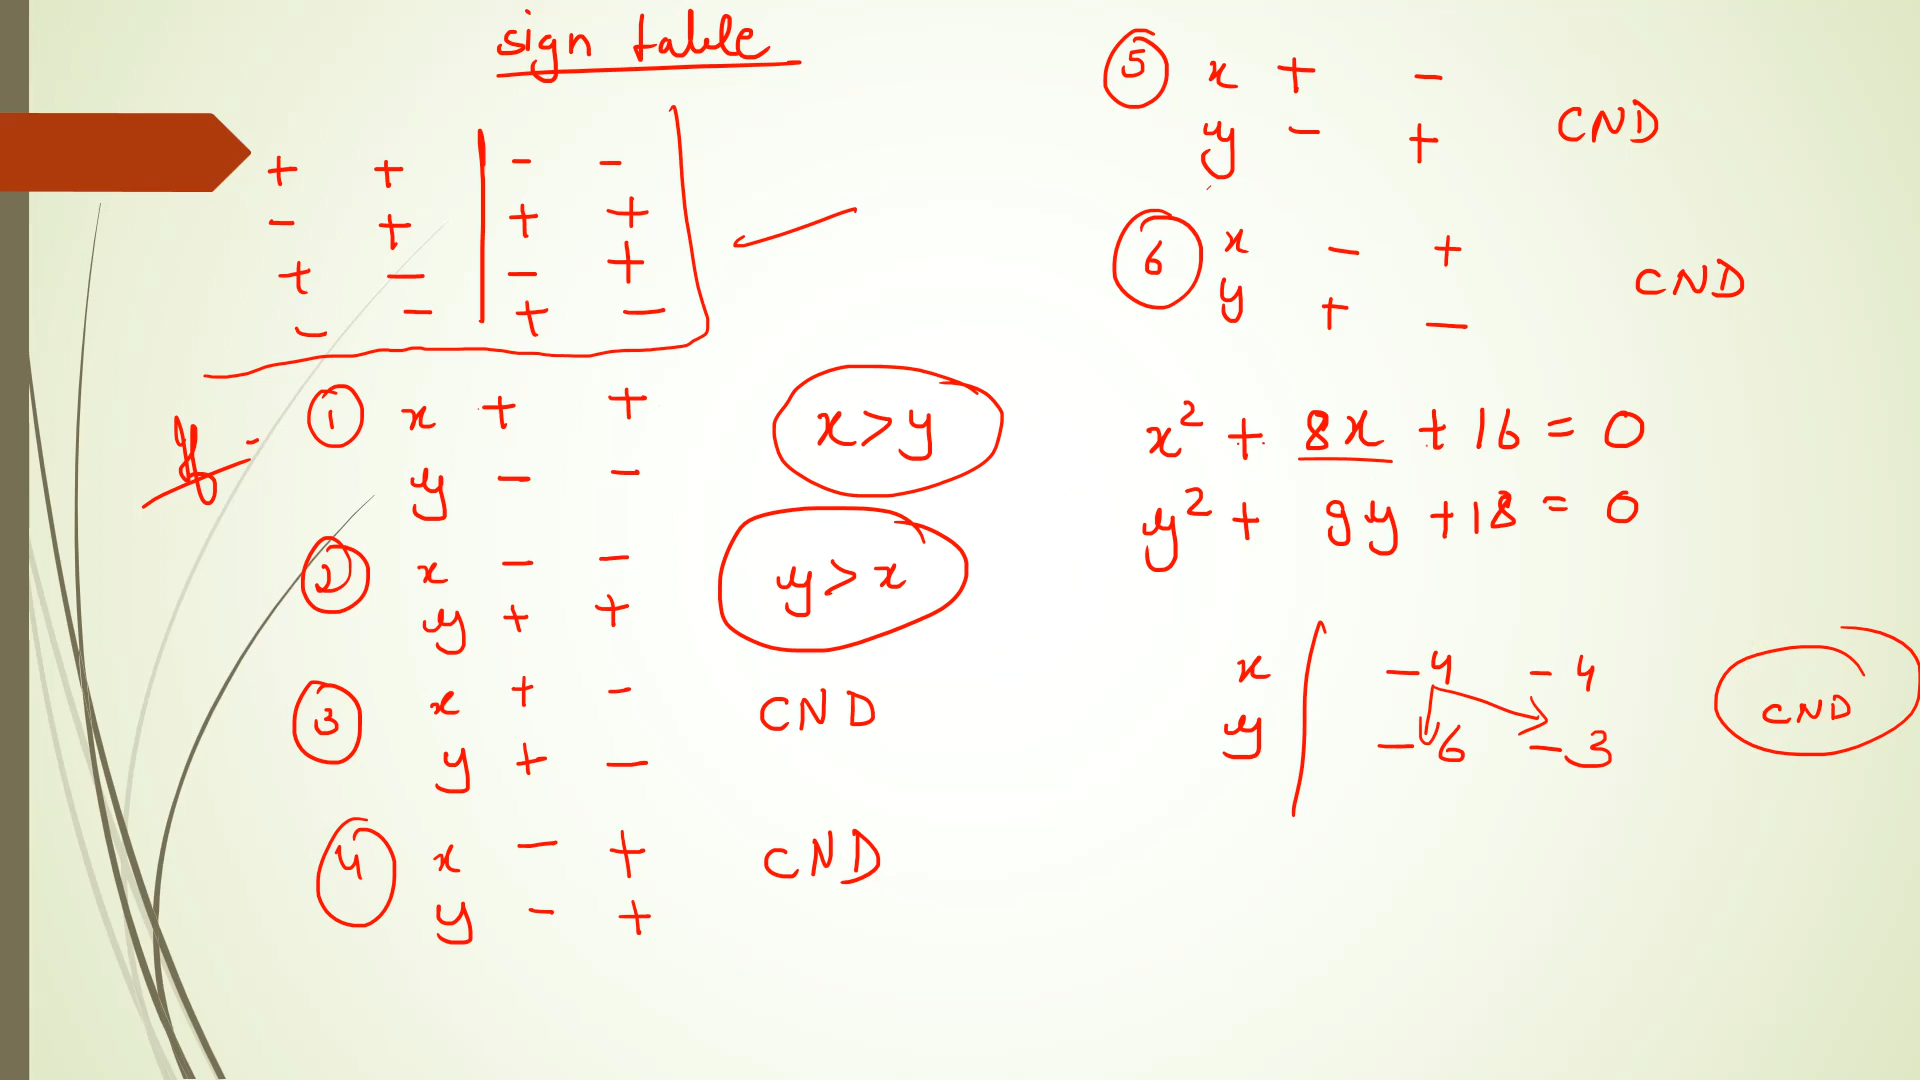 sign table
+ + | - -
- + | + +
+ - | - +
- - | + -
If -
① x + + x>y
y - -
② x - - y>x
y + +
③ x + - CND
y + -
④ x - + CND
y - +
⑤ x + -
y - + CND
⑥ x - +
y + - CND
x² + 8x + 16 = 0
y² + 9y + 18 = 0
x | -4 -4
y | -6 -3 CND